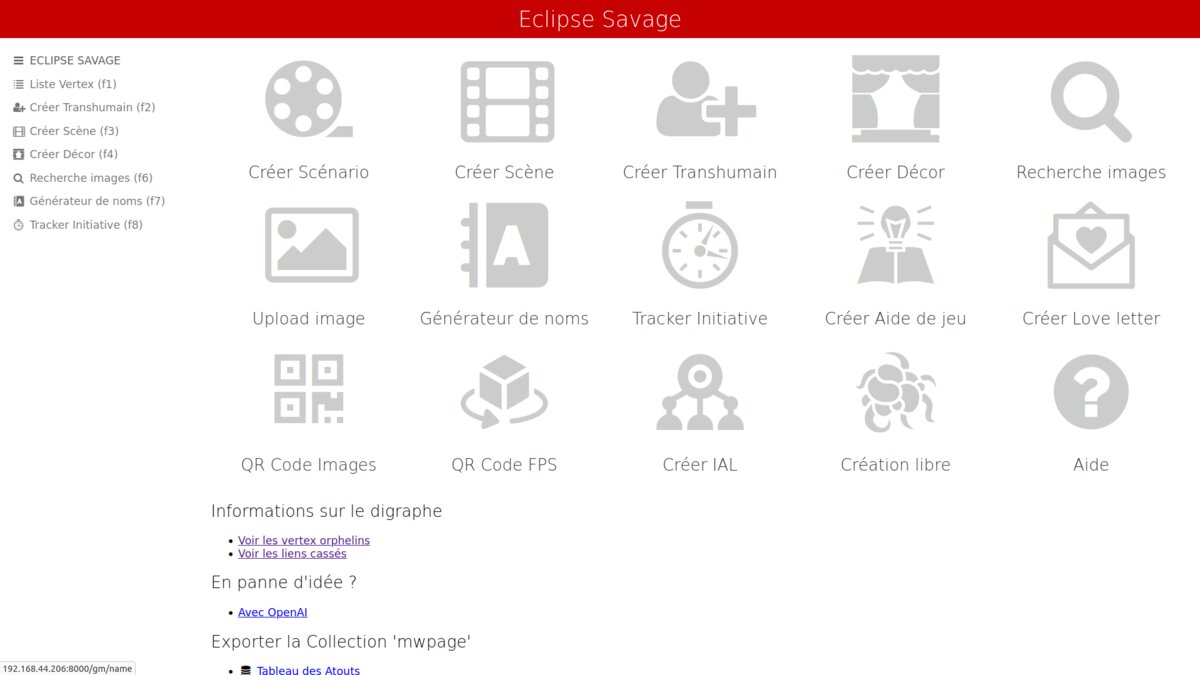 Eclipse Savage
ECLIPSE SAVAGE
Liste Vertex (f1)
Créer Transhumain (f2)
Créer Scène (f3)
Créer Décor (f4)
Recherche images (f6)
Générateur de noms (f7)
Tracker Initiative (f8)
Créer Scénario
Créer Scène
Créer Transhumain
Créer Décor
Recherche images
A
Upload image
Générateur de noms
Tracker Initiative
Créer Aide de jeu
Créer Love letter
?
QR Code Images
QR Code FPS
Créer IAL
Création libre
Aide
Informations sur le digraphe
Voir les vertex orphelins
Voir les liens cassés
En panne d'idée ?
Avec OpenAI
Exporter la Collection 'mwpage'
Tableau des Atouts
192.168.44.206:8000/gm/name